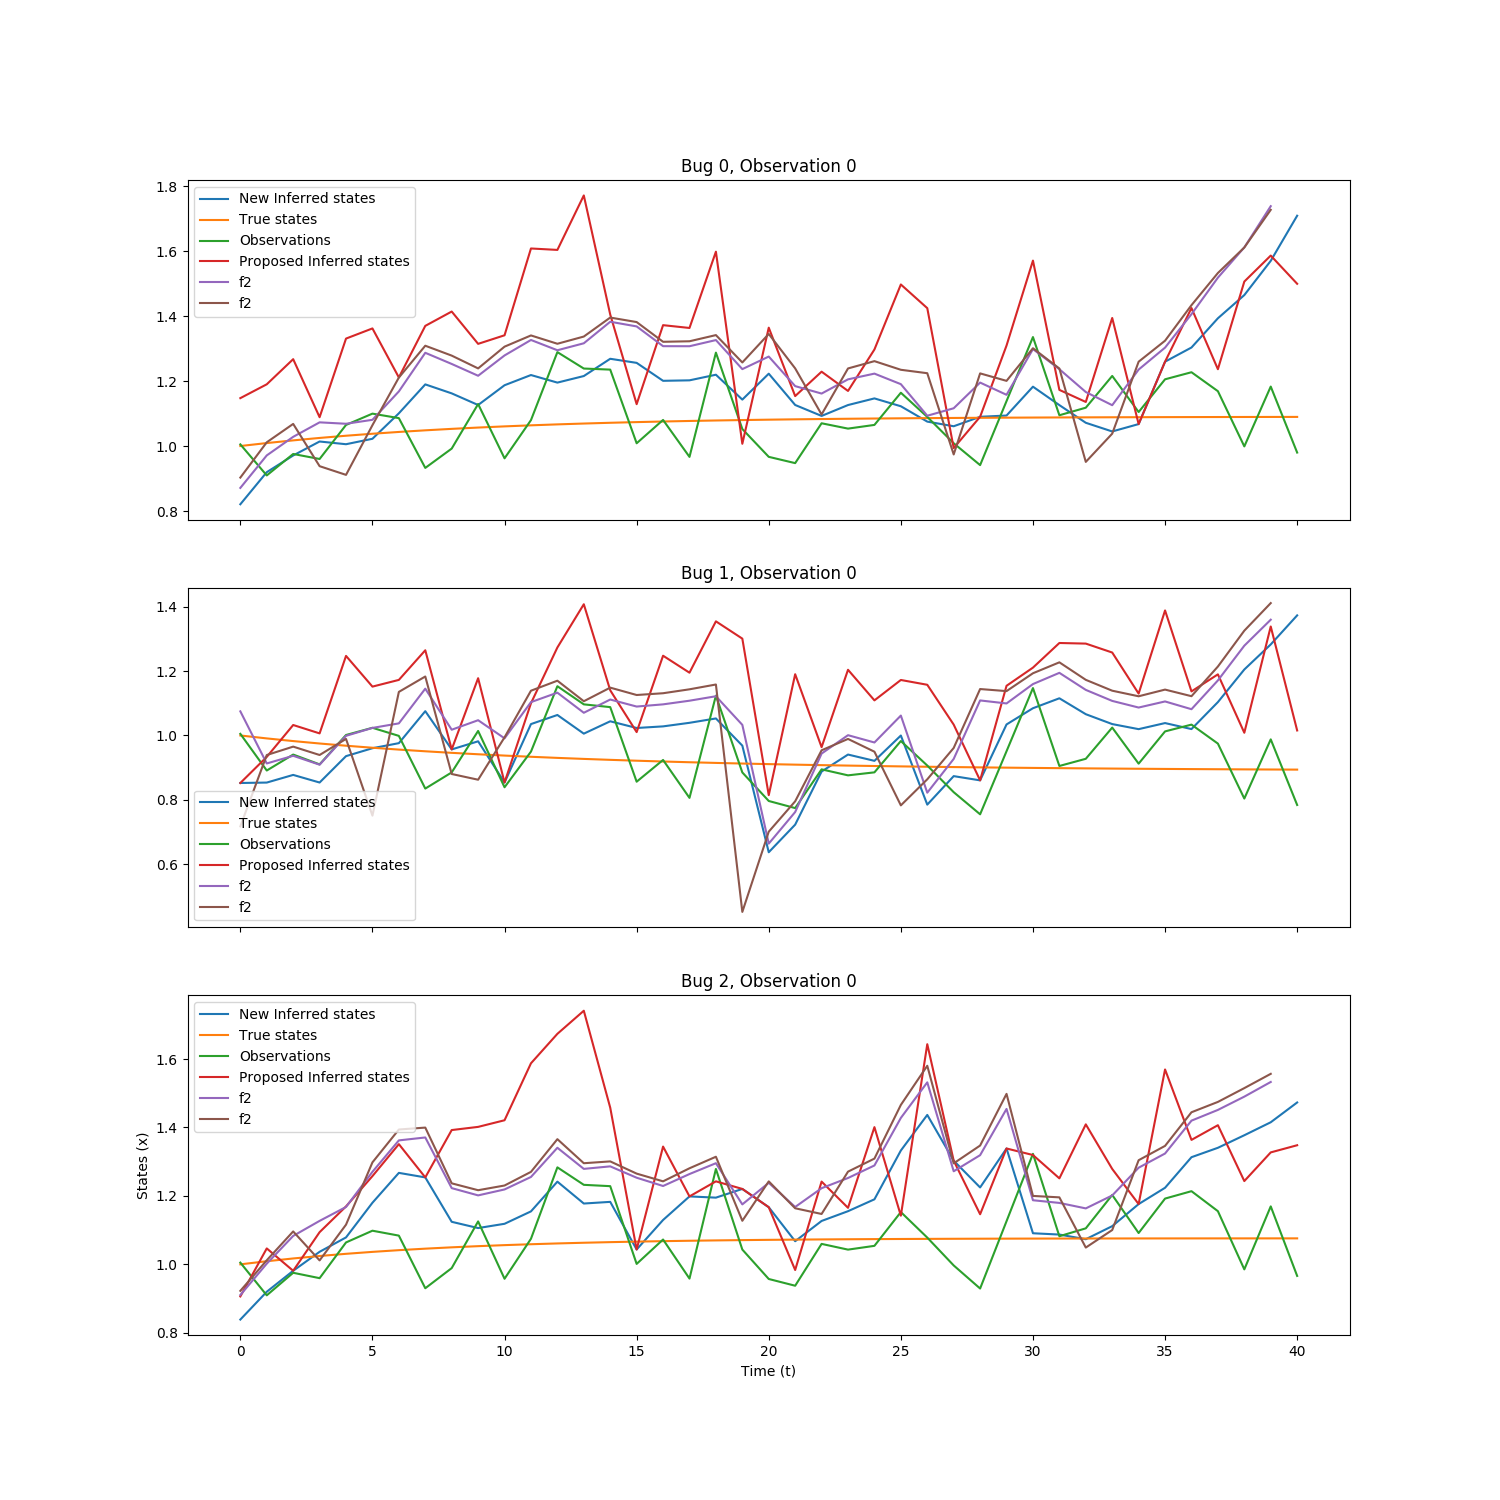 Bug 0, Observation 0
1.8
1.6
1.4
1.2
1.0
0.8
New Inferred states
True states
Observations
Proposed Inferred states
f2
f2
Bug 1, Observation 0
1.4
1.2
1.0
0.8
0.6
New Inferred states
True states
Observations
Proposed Inferred states
f2
f2
Bug 2, Observation 0
States (x)
1.6
1.4
1.2
1.0
0.8
New Inferred states
True states
Observations
Proposed Inferred states
f2
f2
0 5 10 15 20 25 30 35 40
Time (t)